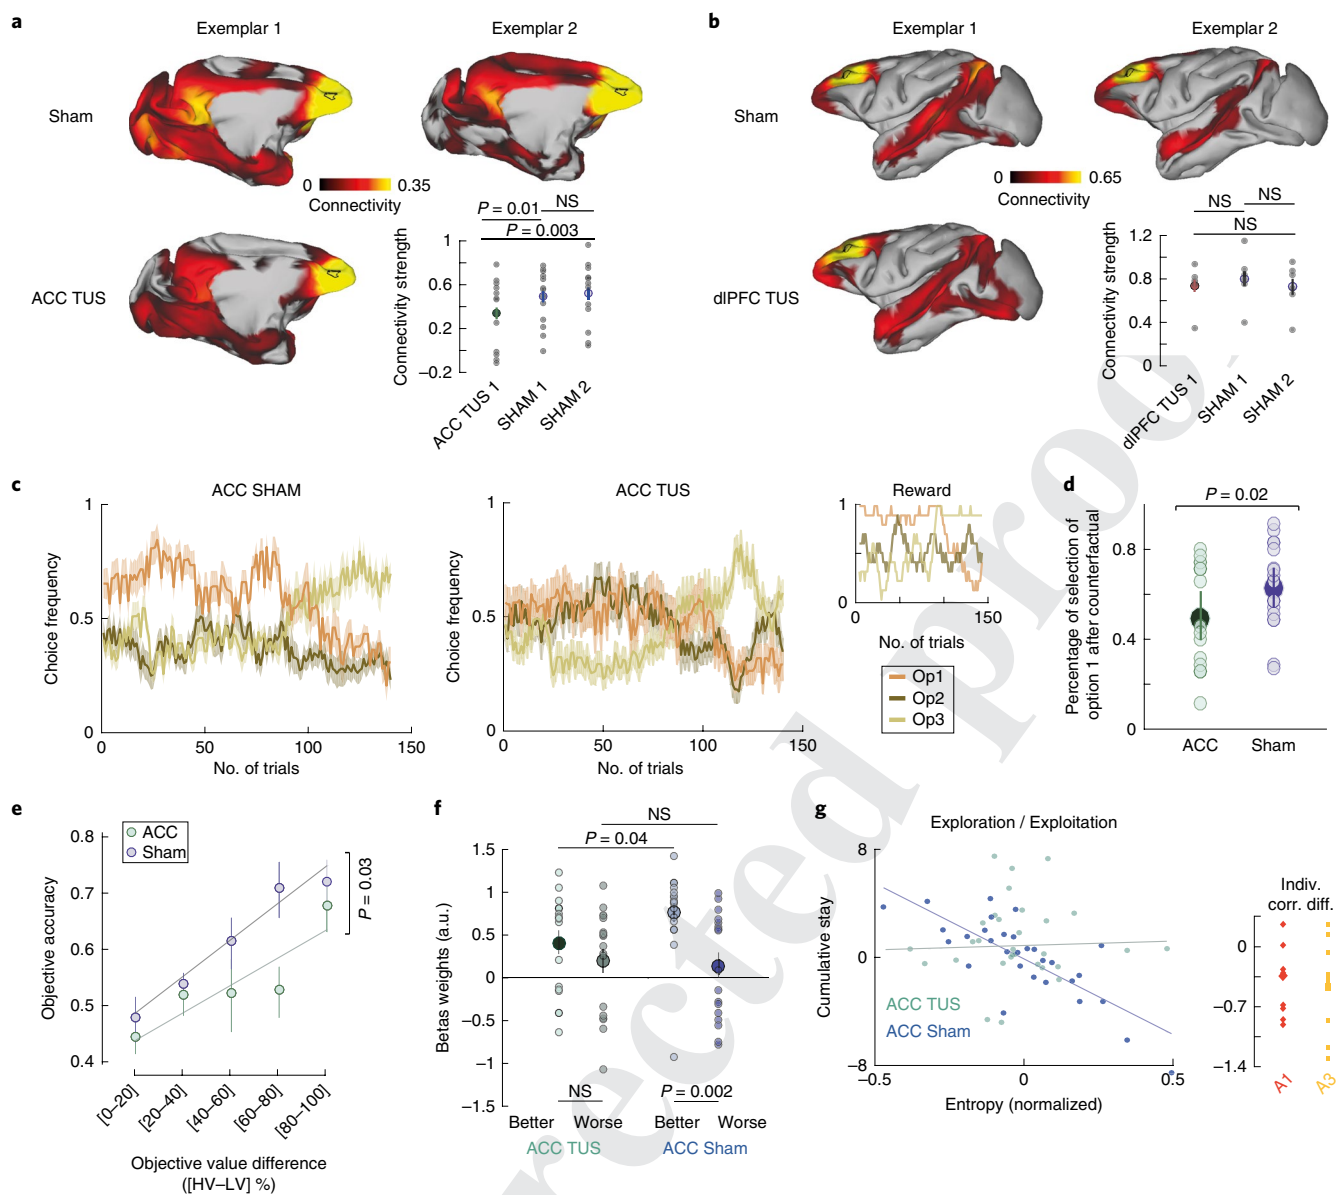 a
Exemplar 1
Exemplar 2
Sham
0
0.35
Connectivity
ACC TUS
P = 0.01
NS
P = 0.003
Connectivity strength
1
0.6
0.2
–0.2
ACC TUS 1
SHAM 1
SHAM 2
b
Exemplar 1
Exemplar 2
Sham
0
0.65
Connectivity
dlPFC TUS
NS
NS
NS
Connectivity strength
1.2
0.8
0.4
0
dlPFC TUS 1
SHAM 1
SHAM 2
c
ACC SHAM
Choice frequency
1
0.5
0
0
50
100
150
No. of trials
ACC TUS
Choice frequency
1
0.5
0
0
50
100
150
No. of trials
Reward
1
0
0
150
No. of trials
Op1
Op2
Op3
d
P = 0.02
Percentage of selection of
option 1 after counterfactual
0.8
0.4
0
ACC
Sham
e
ACC
Sham
Objective accuracy
0.8
0.7
0.6
0.5
0.4
P = 0.03
[0–20]
[20–40]
[40–60]
[60–80]
[80–100]
Objective value difference
([HV–LV] %)
f
NS
P = 0.04
Betas weights (a.u.)
1.5
1
0.5
0
–0.5
–1
–1.5
NS
P = 0.002
Better
Worse
Better
Worse
ACC TUS
ACC Sham
g
Exploration / Exploitation
Cumulative stay
8
0
–8
ACC TUS
ACC Sham
–0.5
0
0.5
Entropy (normalized)
Indiv.
corr. diff.
0
–0.7
–1.4
A1
A3
rected proo